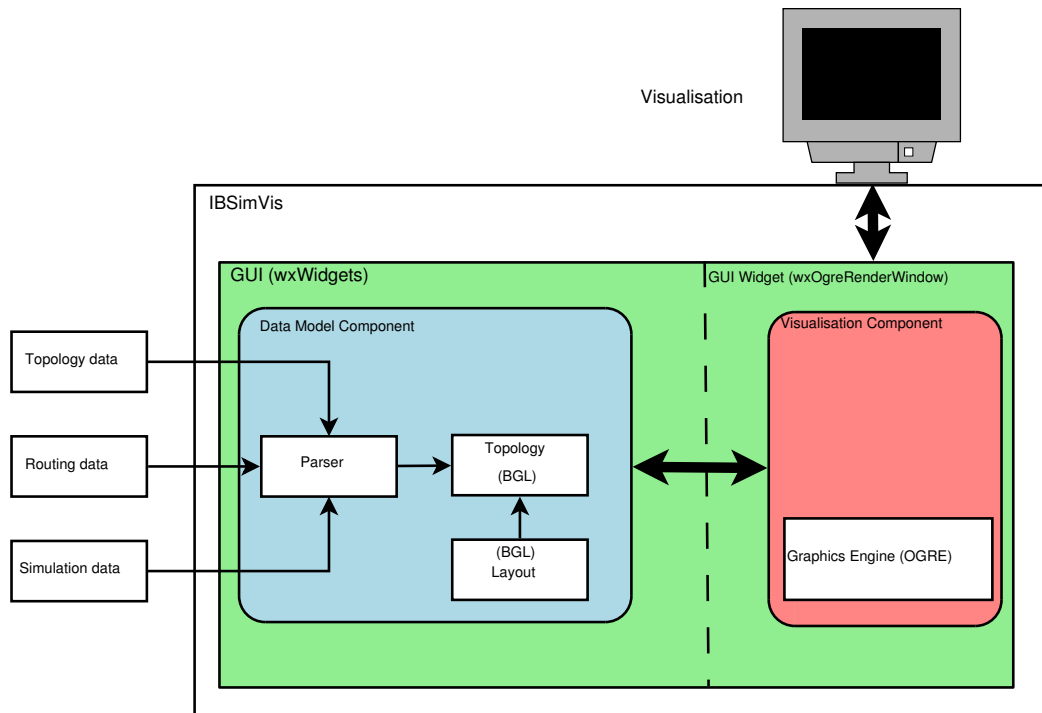 Visualisation
IBSimVis
GUI (wxWidgets)
GUI Widget (wxOgreRenderWindow)
Data Model Component
Visualisation Component
Topology data
Routing data
Simulation data
Parser
Topology
(BGL)
(BGL)
Layout
Graphics Engine (OGRE)